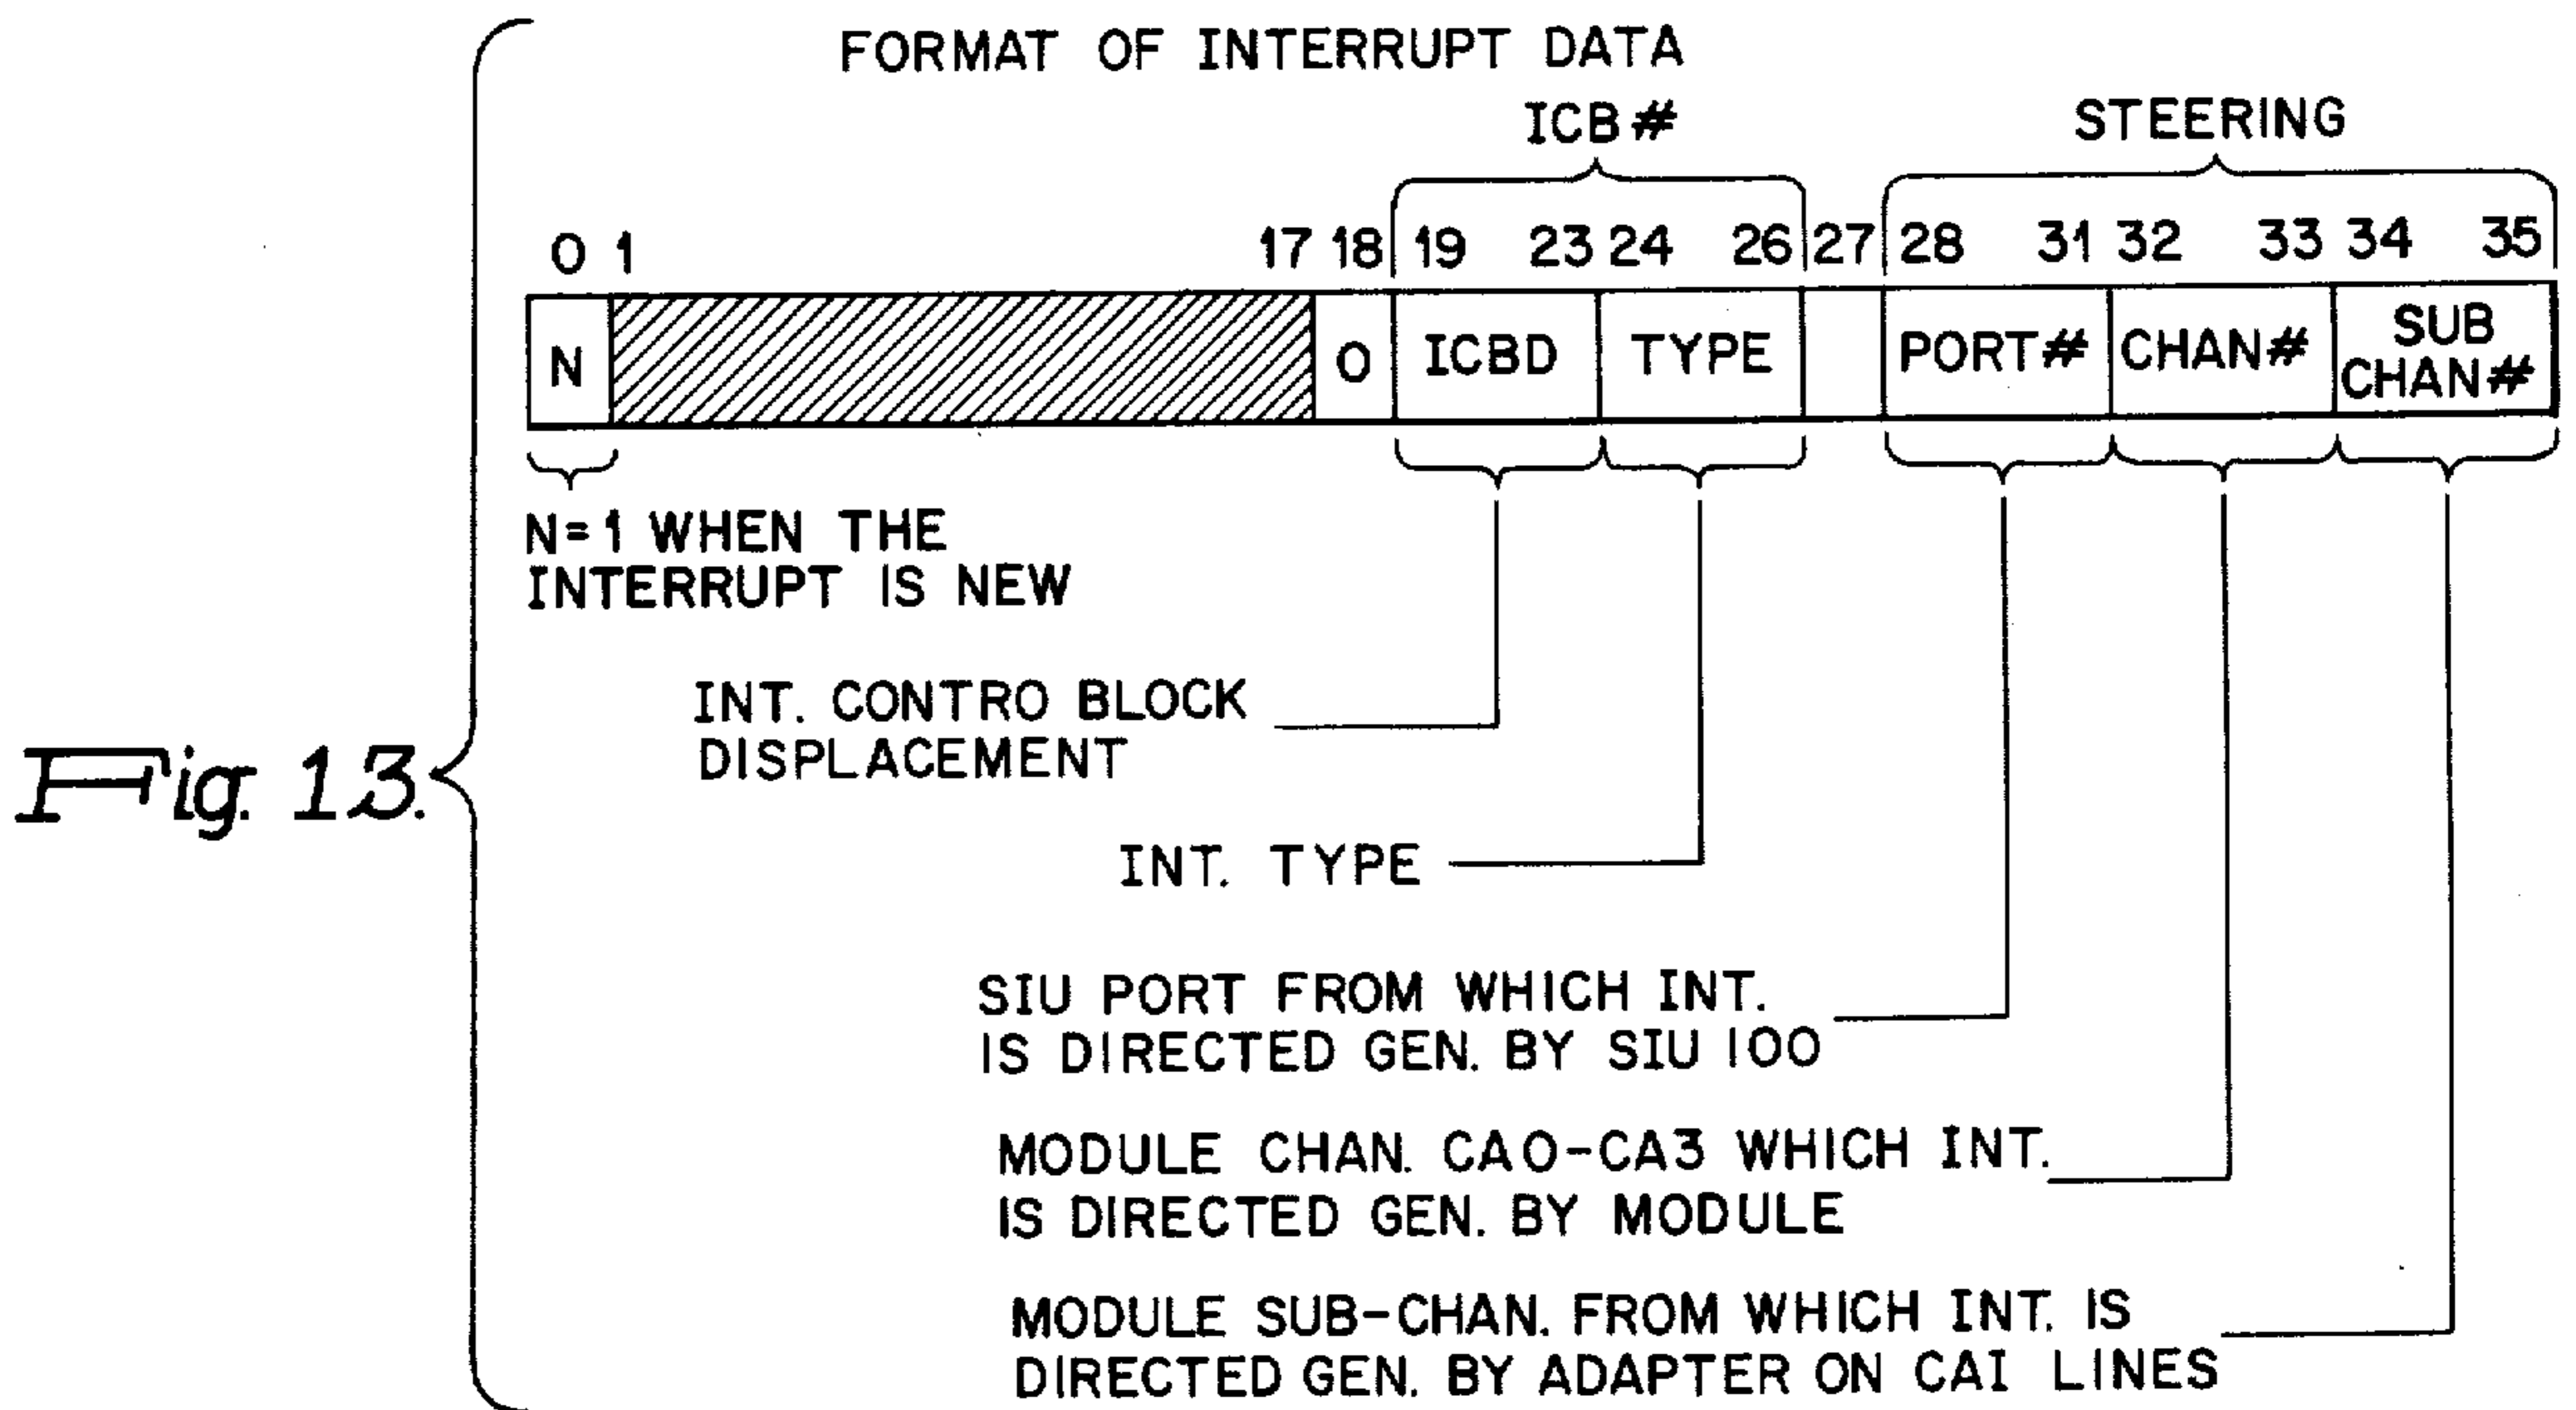 FORMAT OF INTERRUPT DATA
ICB#
STEERING
0 1 17 18 19 23 24 26 27 28 31 32 33 34 35
N 0 ICBD TYPE PORT# CHAN# SUB
CHAN#
N=1 WHEN THE
INTERRUPT IS NEW
INT. CONTRO BLOCK
DISPLACEMENT
Fig. 13.
INT. TYPE
SIU PORT FROM WHICH INT.
IS DIRECTED GEN. BY SIU 100
MODULE CHAN. CA0-CA3 WHICH INT.
IS DIRECTED GEN. BY MODULE
MODULE SUB-CHAN. FROM WHICH INT. IS
DIRECTED GEN. BY ADAPTER ON CAI LINES